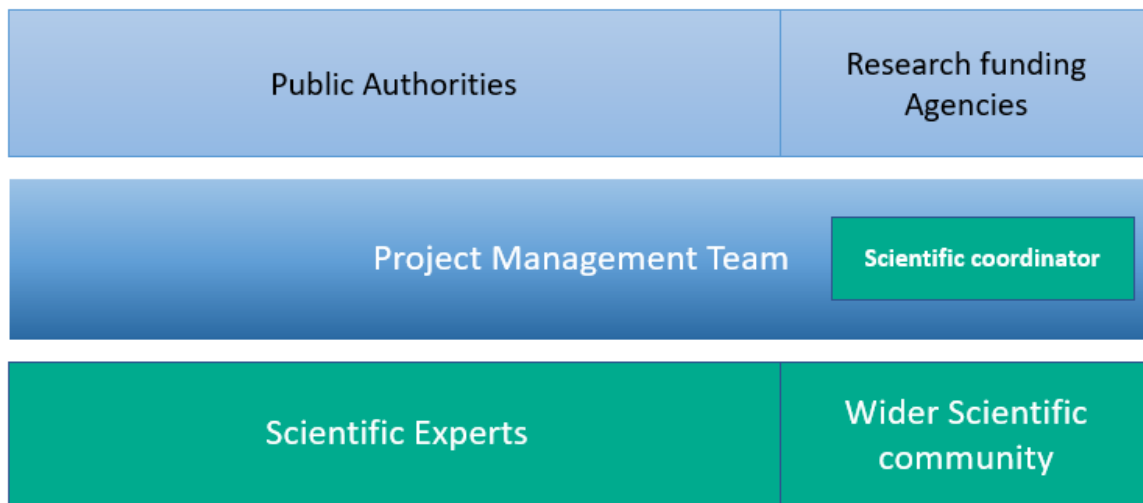 Public Authorities
Research funding
Agencies
Project Management Team
Scientific coordinator
Scientific Experts
Wider Scientific
community